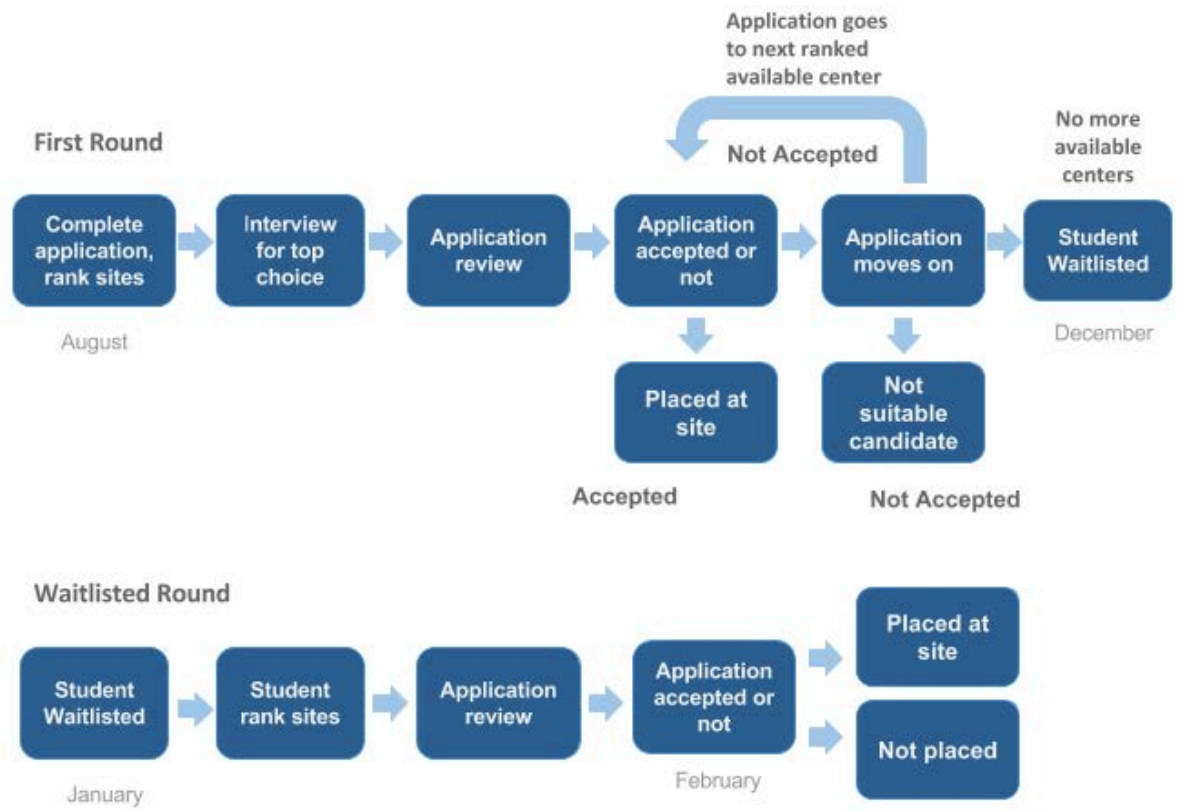 Application goes
to next ranked
available center
First Round
Not Accepted
No more
available
centers
Complete
application,
rank sites
Interview
for top
choice
Application
review
Application
accepted or
not
Application
moves on
Student
Waitlisted
August
December
Placed at
site
Not
suitable
candidate
Accepted
Not Accepted
Waitlisted Round
Student
Waitlisted
Student
rank sites
Application
review
Application
accepted or
not
Placed at
site
Not placed
January
February